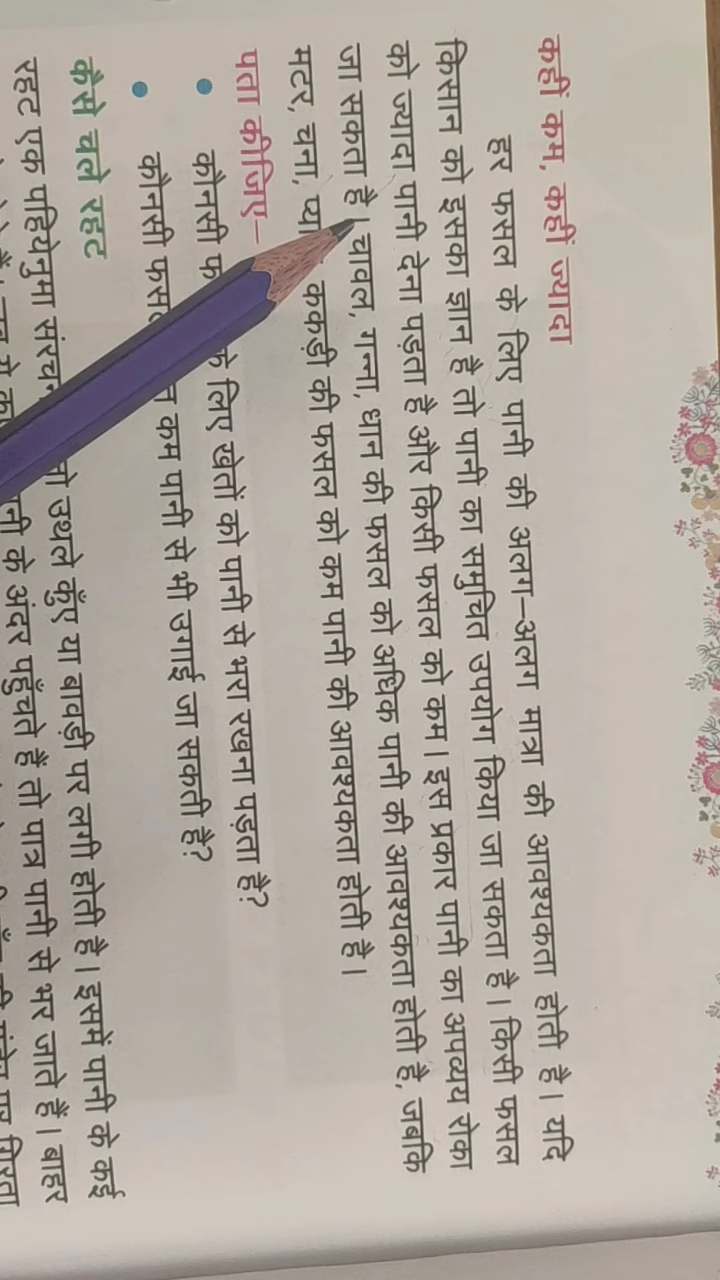 कहीं कम, कहीं ज्यादा
हर फसल के लिए पानी की अलग–अलग मात्रा की आवश्यकता होती है। यदि
किसान को इसका ज्ञान है तो पानी का समुचित उपयोग किया जा सकता है। किसी फसल
को ज्यादा पानी देना पड़ता है और किसी फसल को कम। इस प्रकार पानी का अपव्यय रोका
जा सकता है। चावल, गन्ना, धान की फसल को अधिक पानी की आवश्यकता होती है, जबकि
मटर, चना, ककड़ी की फसल को कम पानी की आवश्यकता होती है।
पता कीजिए–
• कौनसी के लिए खेतों को पानी से भरा रखना पड़ता है?
• कौनसी कम पानी से भी उगाई जा सकती है?
कैसे चले रहट
रहट एक पहियेनुमा उथले कुँए या बावड़ी पर लगी होती है। इसमें पानी के कई
के अंदर पहुँचते हैं तो पात्र पानी से भर जाते हैं। बाहर